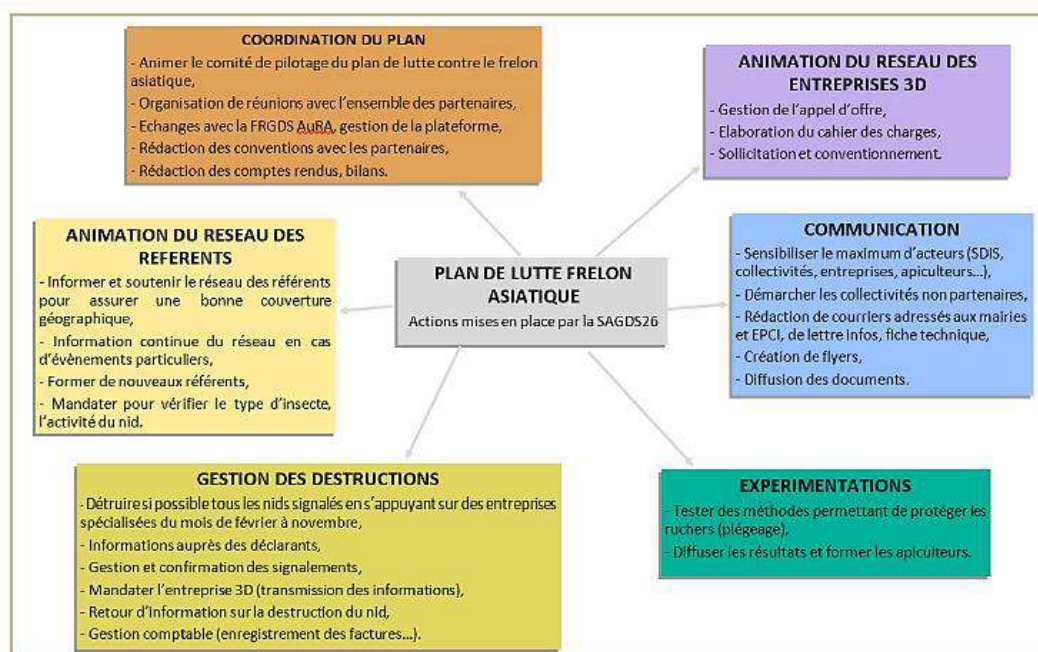 COORDINATION DU PLAN
- Animer le comité de pilotage du plan de lutte contre le frelon
asiatique,
- Organisation de réunions avec l'ensemble des partenaires,
- Echanges avec la FRGDS AuRA, gestion de la plateforme,
- Rédaction des conventions avec les partenaires,
- Rédaction des comptes rendus, bilans.
ANIMATION DU RESEAU DES
ENTREPRISES 3D
- Gestion de l'appel d'offre,
- Elaboration du cahier des charges,
- Sollicitation et conventionnement.
ANIMATION DU RESEAU DES
REFERENTS
- Informer et soutenir le réseau des référents
pour assurer une bonne couverture
géographique,
- Information continue du réseau en cas
d'évènements particuliers,
- Former de nouveaux référents,
- Mandater pour vérifier le type d'insecte,
l'activité du nid.
PLAN DE LUTTE FRELON
ASIATIQUE
Actions mises en place par la SAGDS26
COMMUNICATION
- Sensibiliser le maximum d'acteurs (SDIS,
collectivités, entreprises, apiculteurs...),
- Démarcher les collectivités non partenaires,
- Rédaction de courriers adressés aux mairies
et EPCI, de lettre infos, fiche technique,
- Création de flyers,
- Diffusion des documents.
GESTION DES DESTRUCTIONS
- Détruire si possible tous les nids signalés en s'appuyant sur des entreprises
spécialisées du mois de février à novembre,
- Informations auprès des déclarants,
- Gestion et confirmation des signalements,
- Mandater l'entreprise 3D (transmission des informations),
- Retour d'information sur la destruction du nid,
- Gestion comptable (enregistrement des factures...).
EXPERIMENTATIONS
- Tester des méthodes permettant de protéger les
ruchers (piégeage),
- Diffuser les résultats et former les apiculteurs.